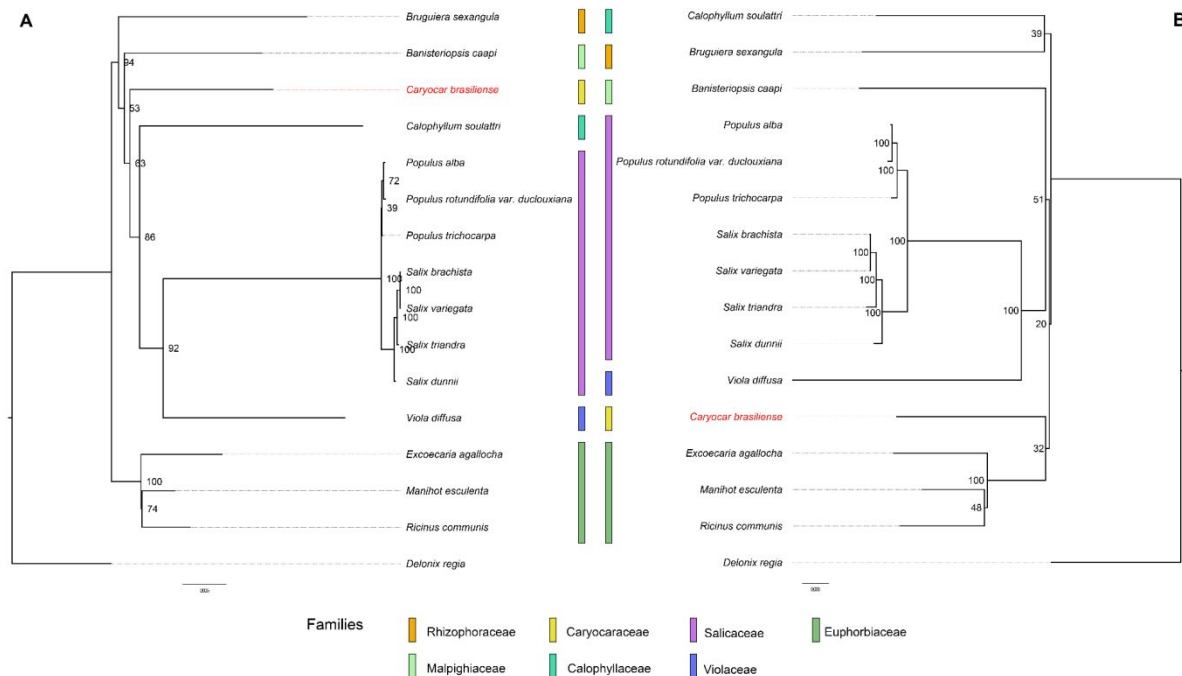 A
B
Bruguiera sexangula
Banisteriopsis caapi
Caryocar brasiliense
Calophyllum soulattri
Populus alba
Populus rotundifolia var. duclouxiana
Populus trichocarpa
Salix brachista
Salix variegata
Salix triandra
Salix dunnii
Viola diffusa
Excoecaria agallocha
Manihot esculenta
Ricinus communis
Delonix regia
94
53
63
86
72
39
100
100
100
100
92
100
74
Calophyllum soulattri
Bruguiera sexangula
Banisteriopsis caapi
Populus alba
Populus rotundifolia var. duclouxiana
Populus trichocarpa
Salix brachista
Salix variegata
Salix triandra
Salix dunnii
Viola diffusa
Caryocar brasiliense
Excoecaria agallocha
Manihot esculenta
Ricinus communis
Delonix regia
39
100
100
51
100
100
100
100
100
20
32
100
48
Families
Rhizophoraceae
Caryocaraceae
Salicaceae
Euphorbiaceae
Malpighiaceae
Calophyllaceae
Violaceae